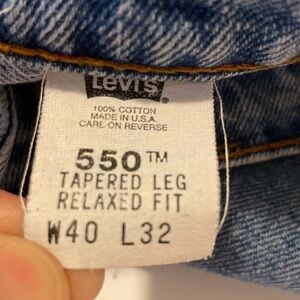 Levi's®
100% COTTON
MADE IN U.S.A.
CARE ON REVERSE
550™
TAPERED LEG
RELAXED FIT
W40 L32